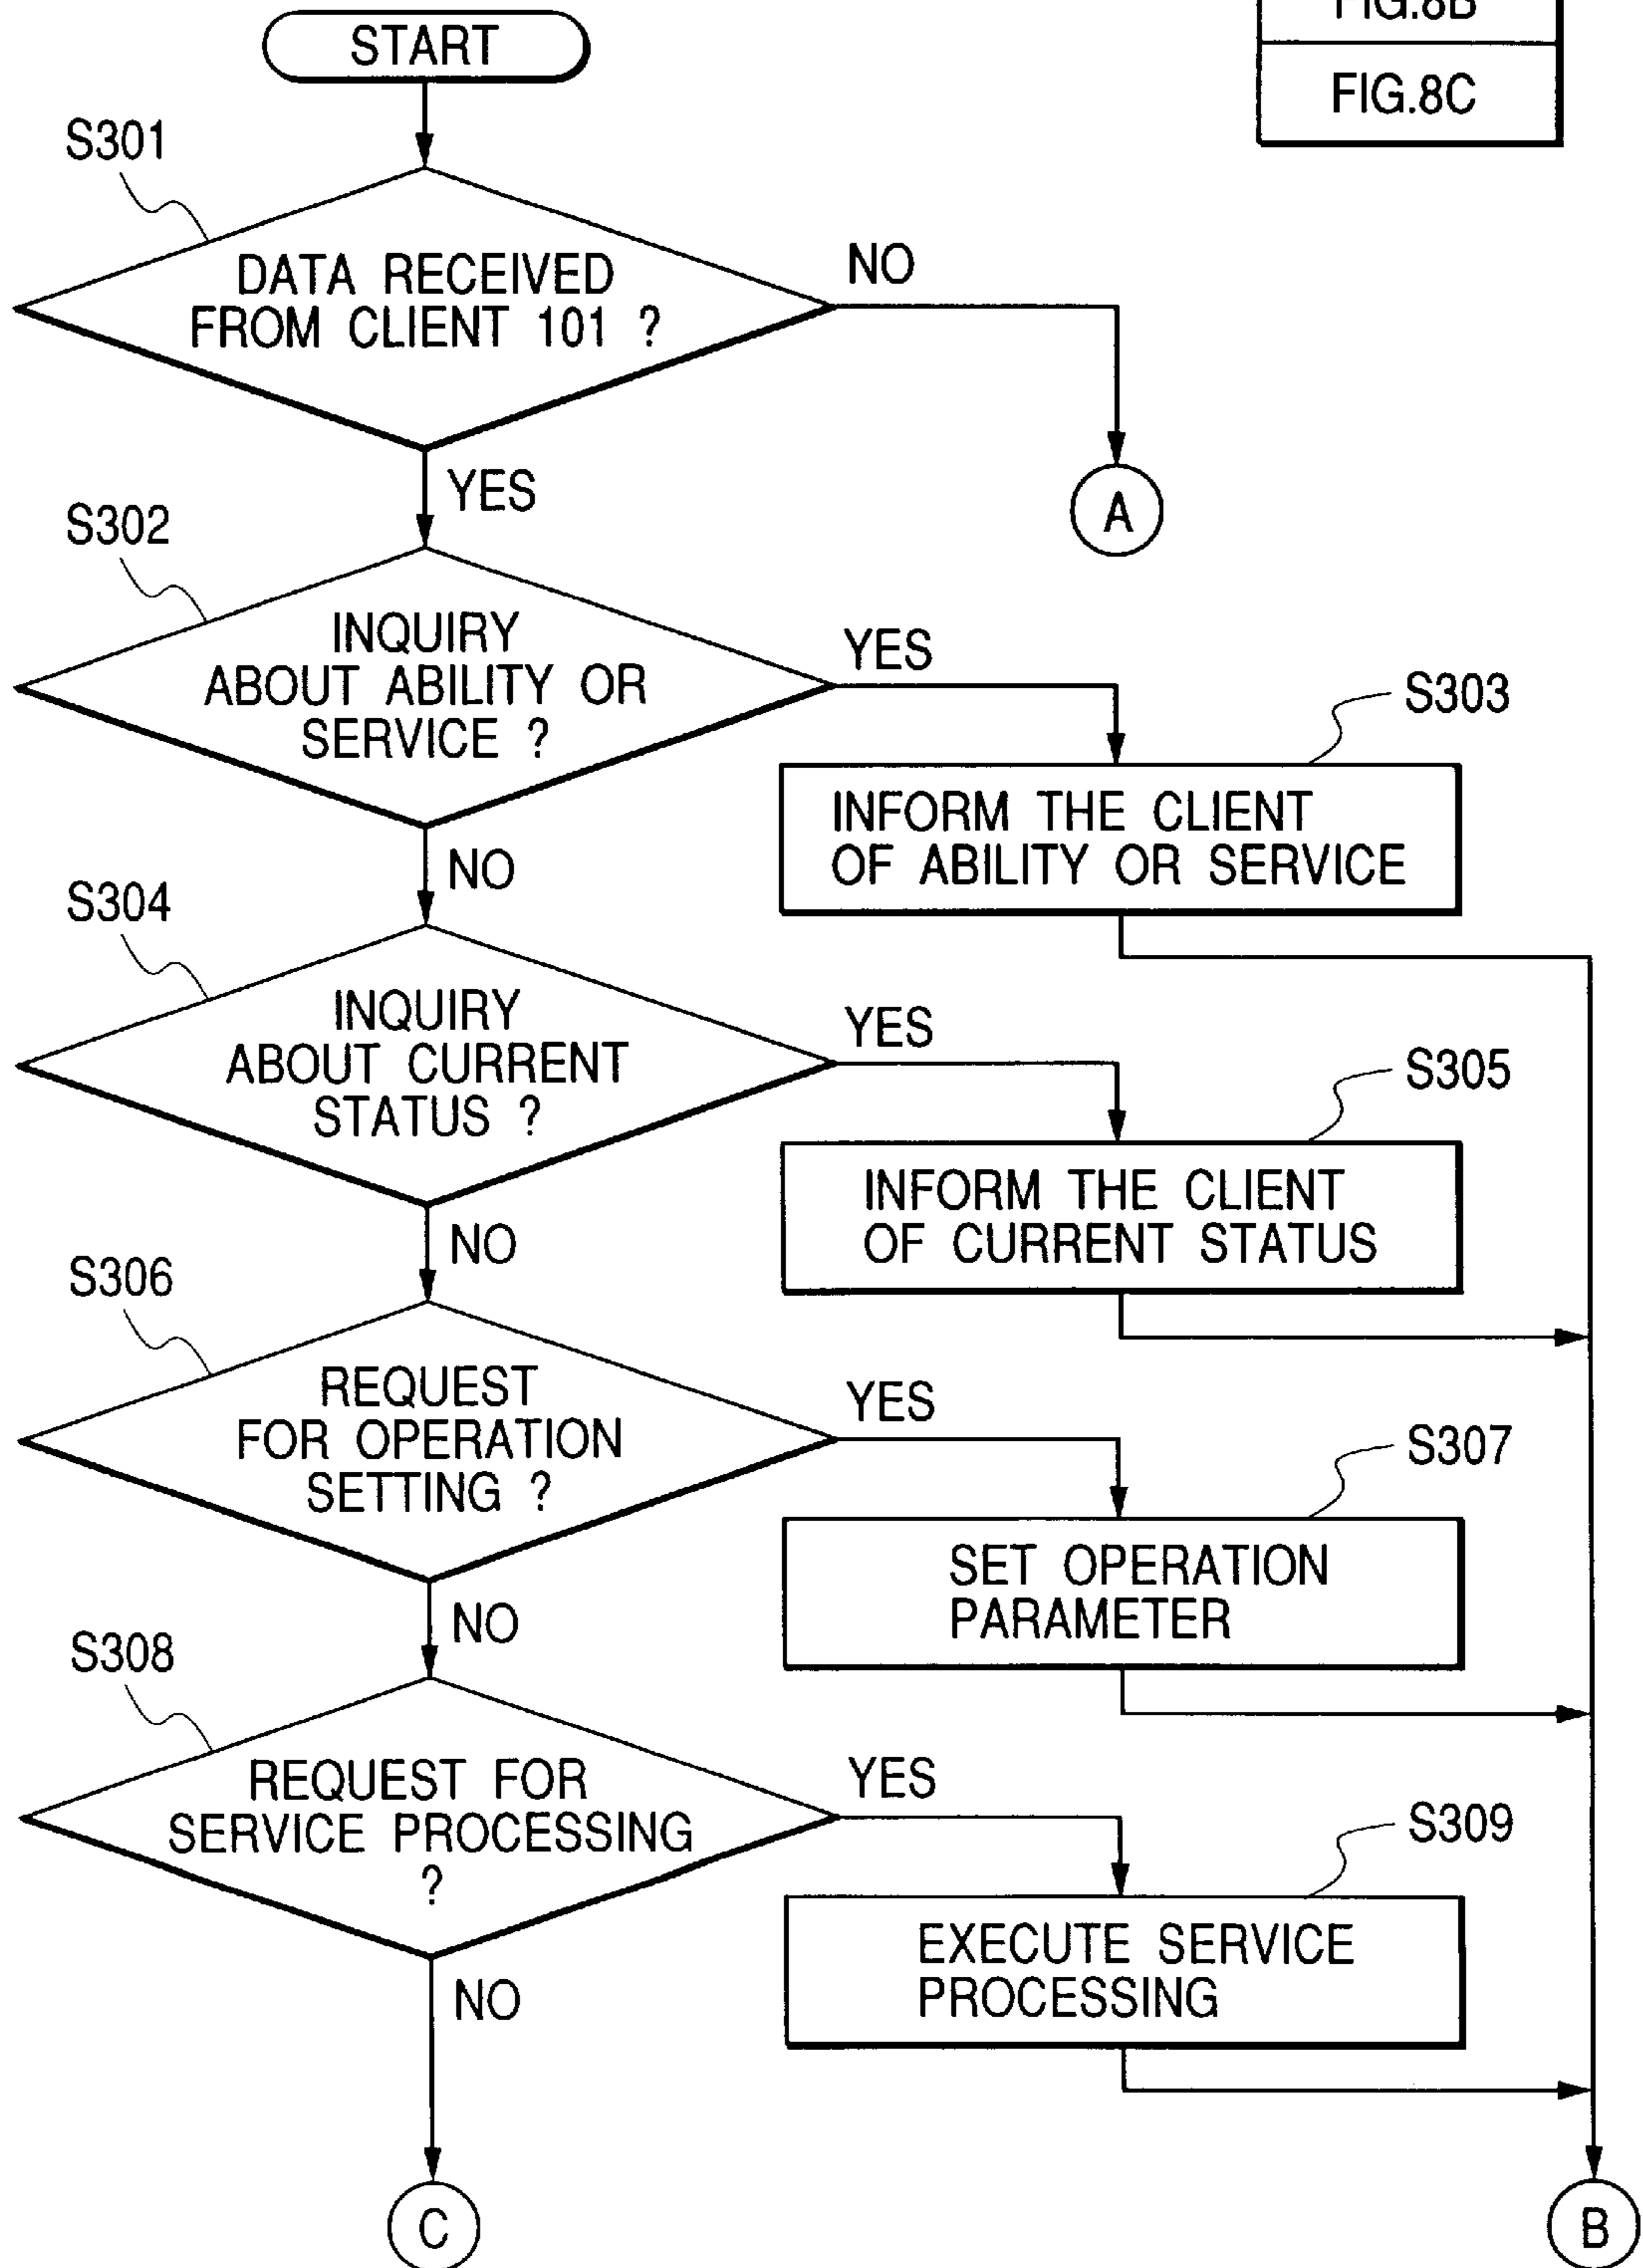 FIG.8B
FIG.8C
START
S301
DATA RECEIVED
FROM CLIENT 101 ?
NO
A
YES
S302
INQUIRY
ABOUT ABILITY OR
SERVICE ?
YES
S303
INFORM THE CLIENT
OF ABILITY OR SERVICE
NO
S304
INQUIRY
ABOUT CURRENT
STATUS ?
YES
S305
INFORM THE CLIENT
OF CURRENT STATUS
NO
S306
REQUEST
FOR OPERATION
SETTING ?
YES
S307
SET OPERATION
PARAMETER
NO
S308
REQUEST FOR
SERVICE PROCESSING
?
YES
S309
EXECUTE SERVICE
PROCESSING
NO
C
B